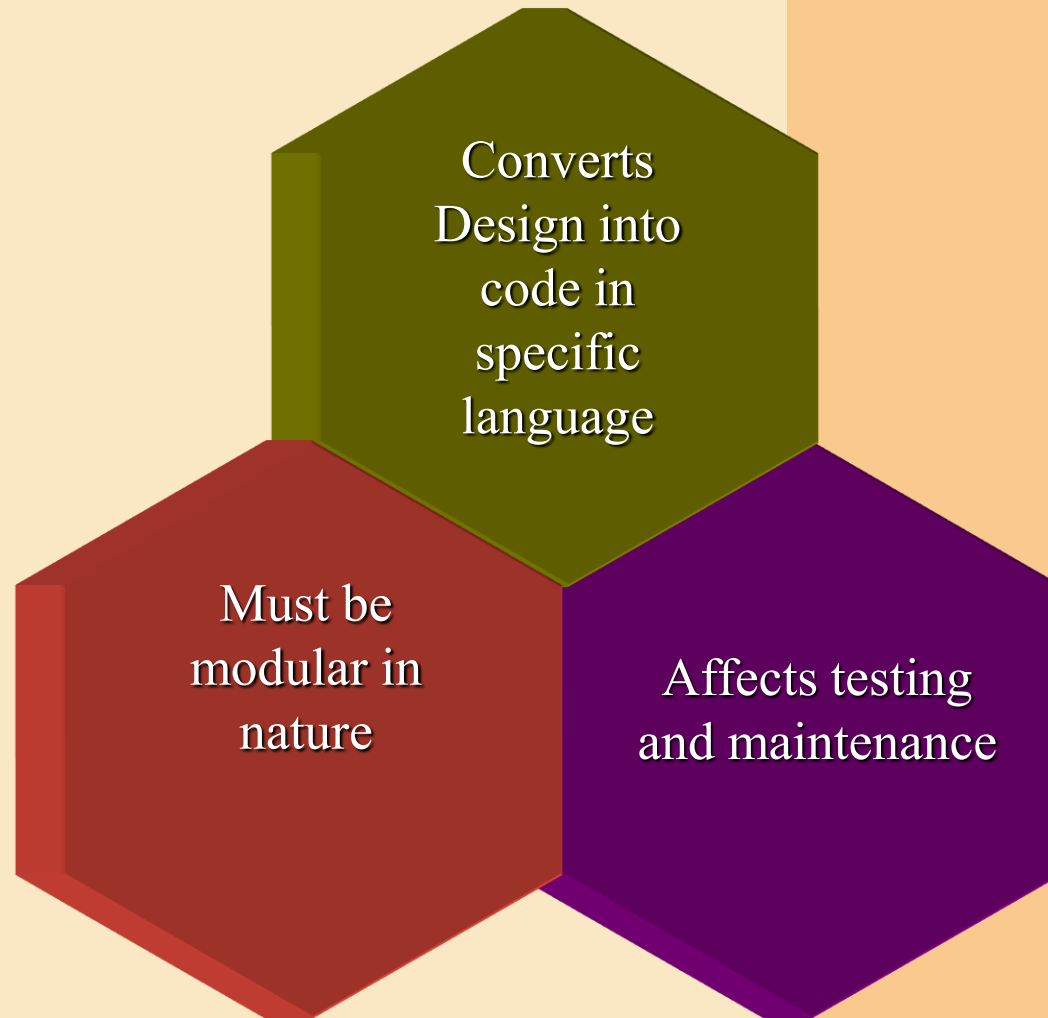 Converts
Design into
code in
specific
language
Must be
modular in
nature
Affects testing
and maintenance